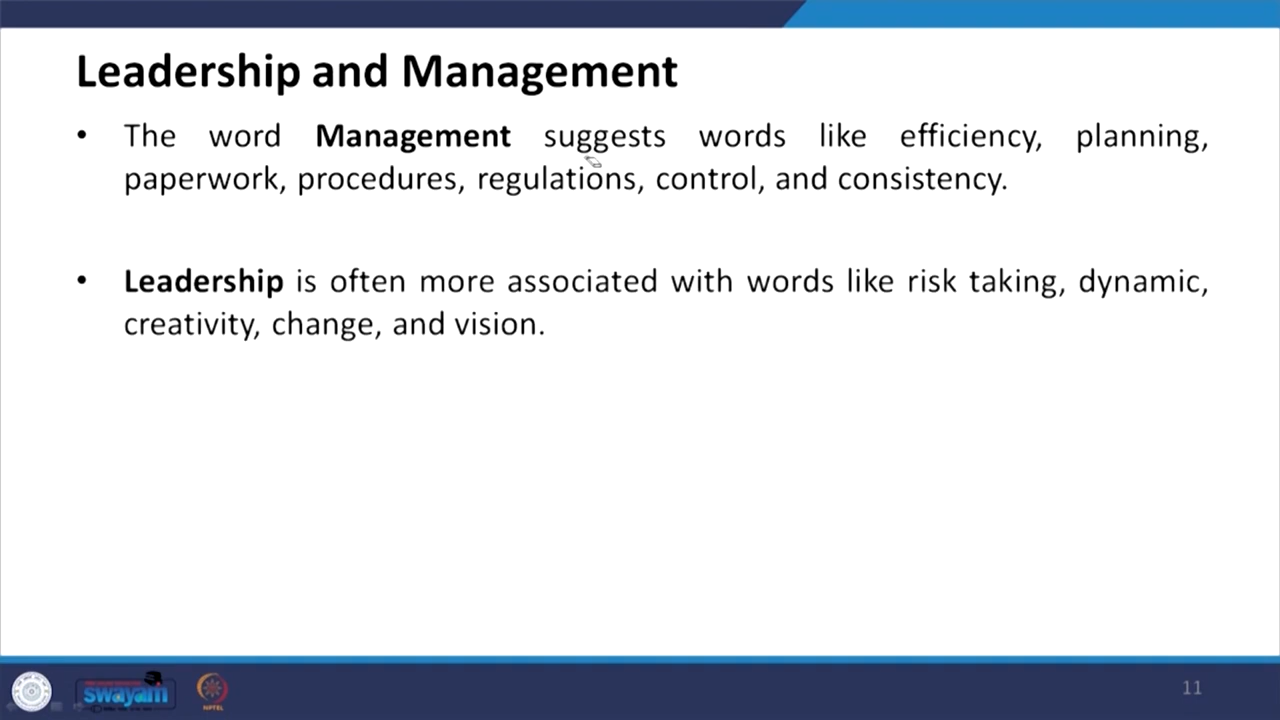 Leadership and Management
• The word Management suggests words like efficiency, planning,
paperwork, procedures, regulations, control, and consistency.
• Leadership is often more associated with words like risk taking, dynamic,
creativity, change, and vision.
swayam
NPTEL
11